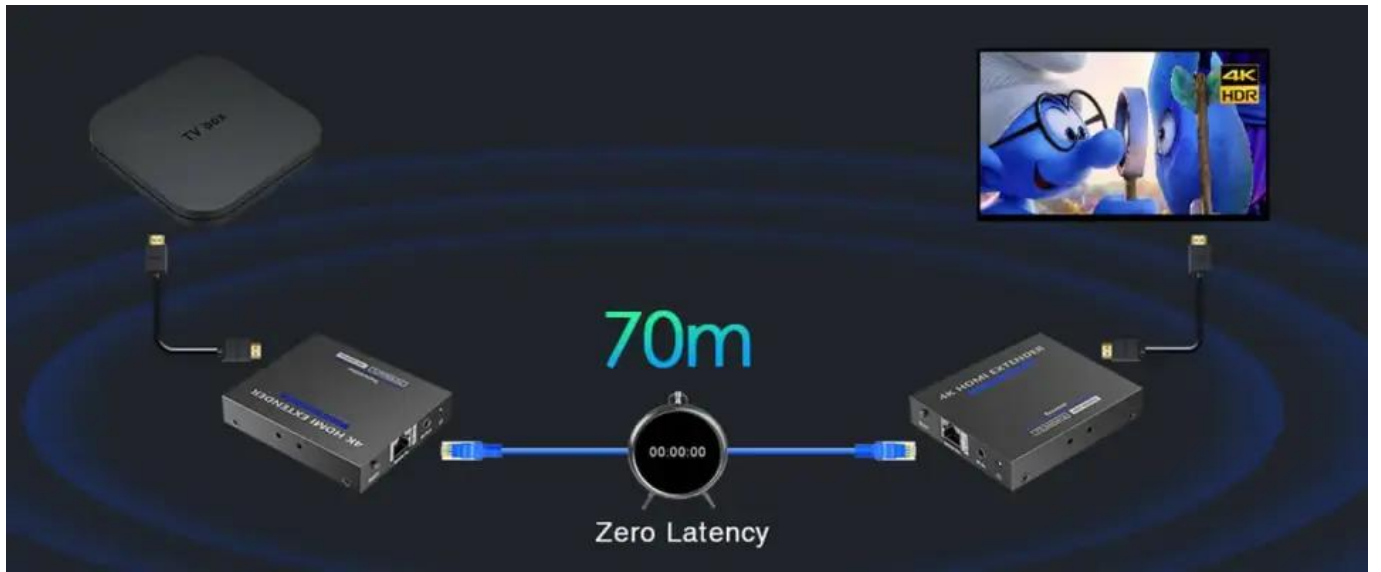 TV box
4K
HDR
70m
4K HDMI EXTENDER
4K HDMI EXTENDER
00:00:00
Zero Latency